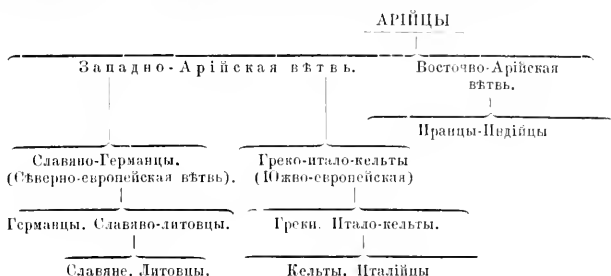 АРІЙЦЫ
Западно-Арійская вѣтвь. Восточно-Арійская
вѣтвь.
Иранцы-Индійцы
Славяно-Германцы. Греко-итало-кельты
(Сѣверно-европейская вѣтвь). (Южно-европейская)
Германцы. Славяно-литовцы. Греки. Итало-кельты.
Славяне. Литовцы. Кельты. Италійцы